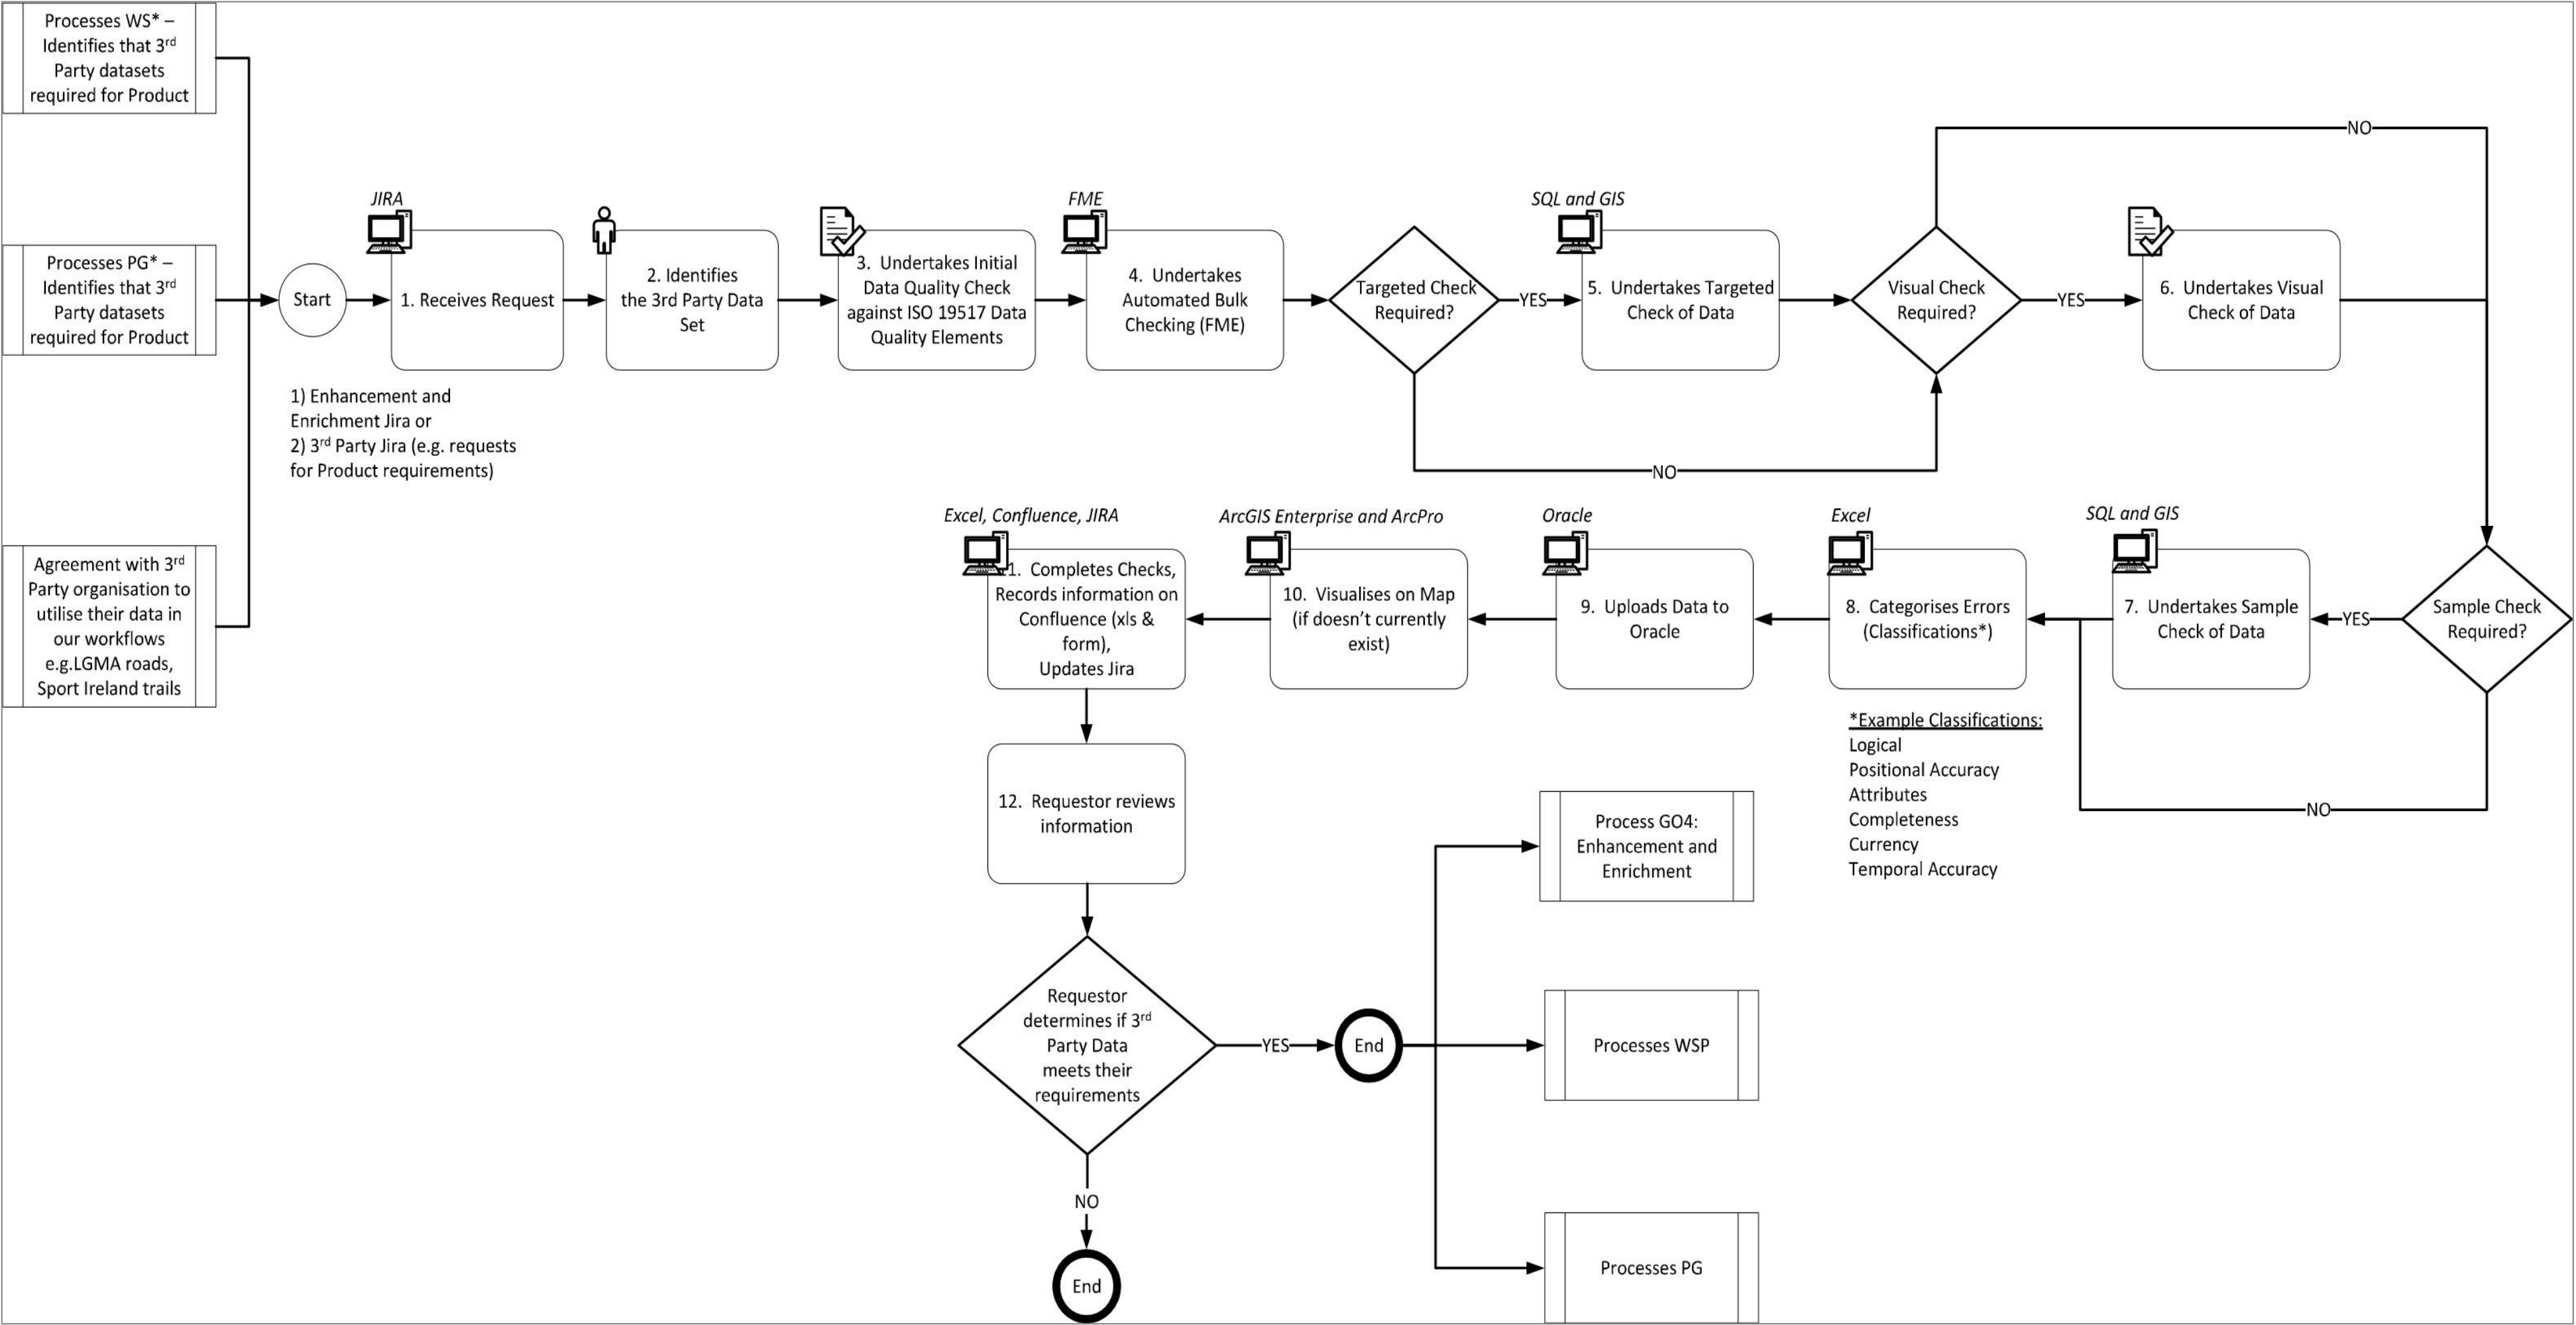 Processes WS* –
Identifies that 3rd
Party datasets
required for Product
Processes PG* –
Identifies that 3rd
Party datasets
required for Product
Agreement with 3rd
Party organisation to
utilise their data in
our workflows
e.g.LGMA roads,
Sport Ireland trails
Start
JIRA
1. Receives Request
1) Enhancement and
Enrichment Jira or
2) 3rd Party Jira (e.g. requests
for Product requirements)
2. Identifies
the 3rd Party Data
Set
3. Undertakes Initial
Data Quality Check
against ISO 19517 Data
Quality Elements
FME
4. Undertakes
Automated Bulk
Checking (FME)
Targeted Check
Required?
YES
NO
SQL and GIS
5. Undertakes Targeted
Check of Data
Visual Check
Required?
YES
NO
6. Undertakes Visual
Check of Data
Sample Check
Required?
YES
NO
SQL and GIS
7. Undertakes Sample
Check of Data
Excel
8. Categorises Errors
(Classifications*)
*Example Classifications:
Logical
Positional Accuracy
Attributes
Completeness
Currency
Temporal Accuracy
Oracle
9. Uploads Data to
Oracle
ArcGIS Enterprise and ArcPro
10. Visualises on Map
(if doesn’t currently
exist)
Excel, Confluence, JIRA
11. Completes Checks,
Records information on
Confluence (xls &
form),
Updates Jira
12. Requestor reviews
information
Requestor
determines if 3rd
Party Data
meets their
requirements
YES
End
NO
End
Process GO4:
Enhancement and
Enrichment
Processes WSP
Processes PG